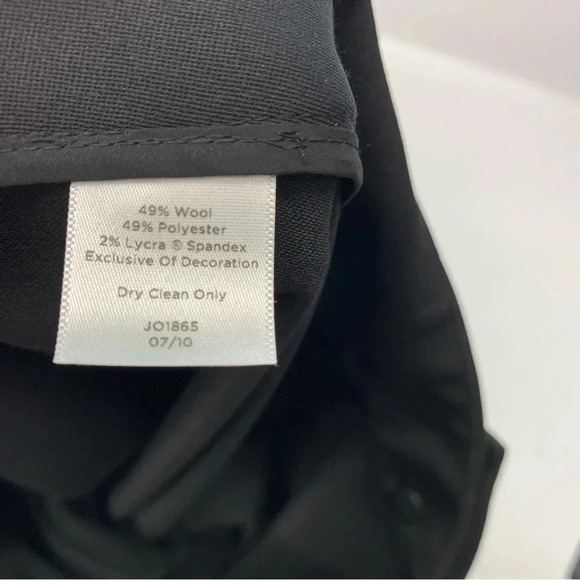 49% Wool
49% Polyester
2% Lycra ® Spandex
Exclusive Of Decoration
Dry Clean Only
JO1865
07/10